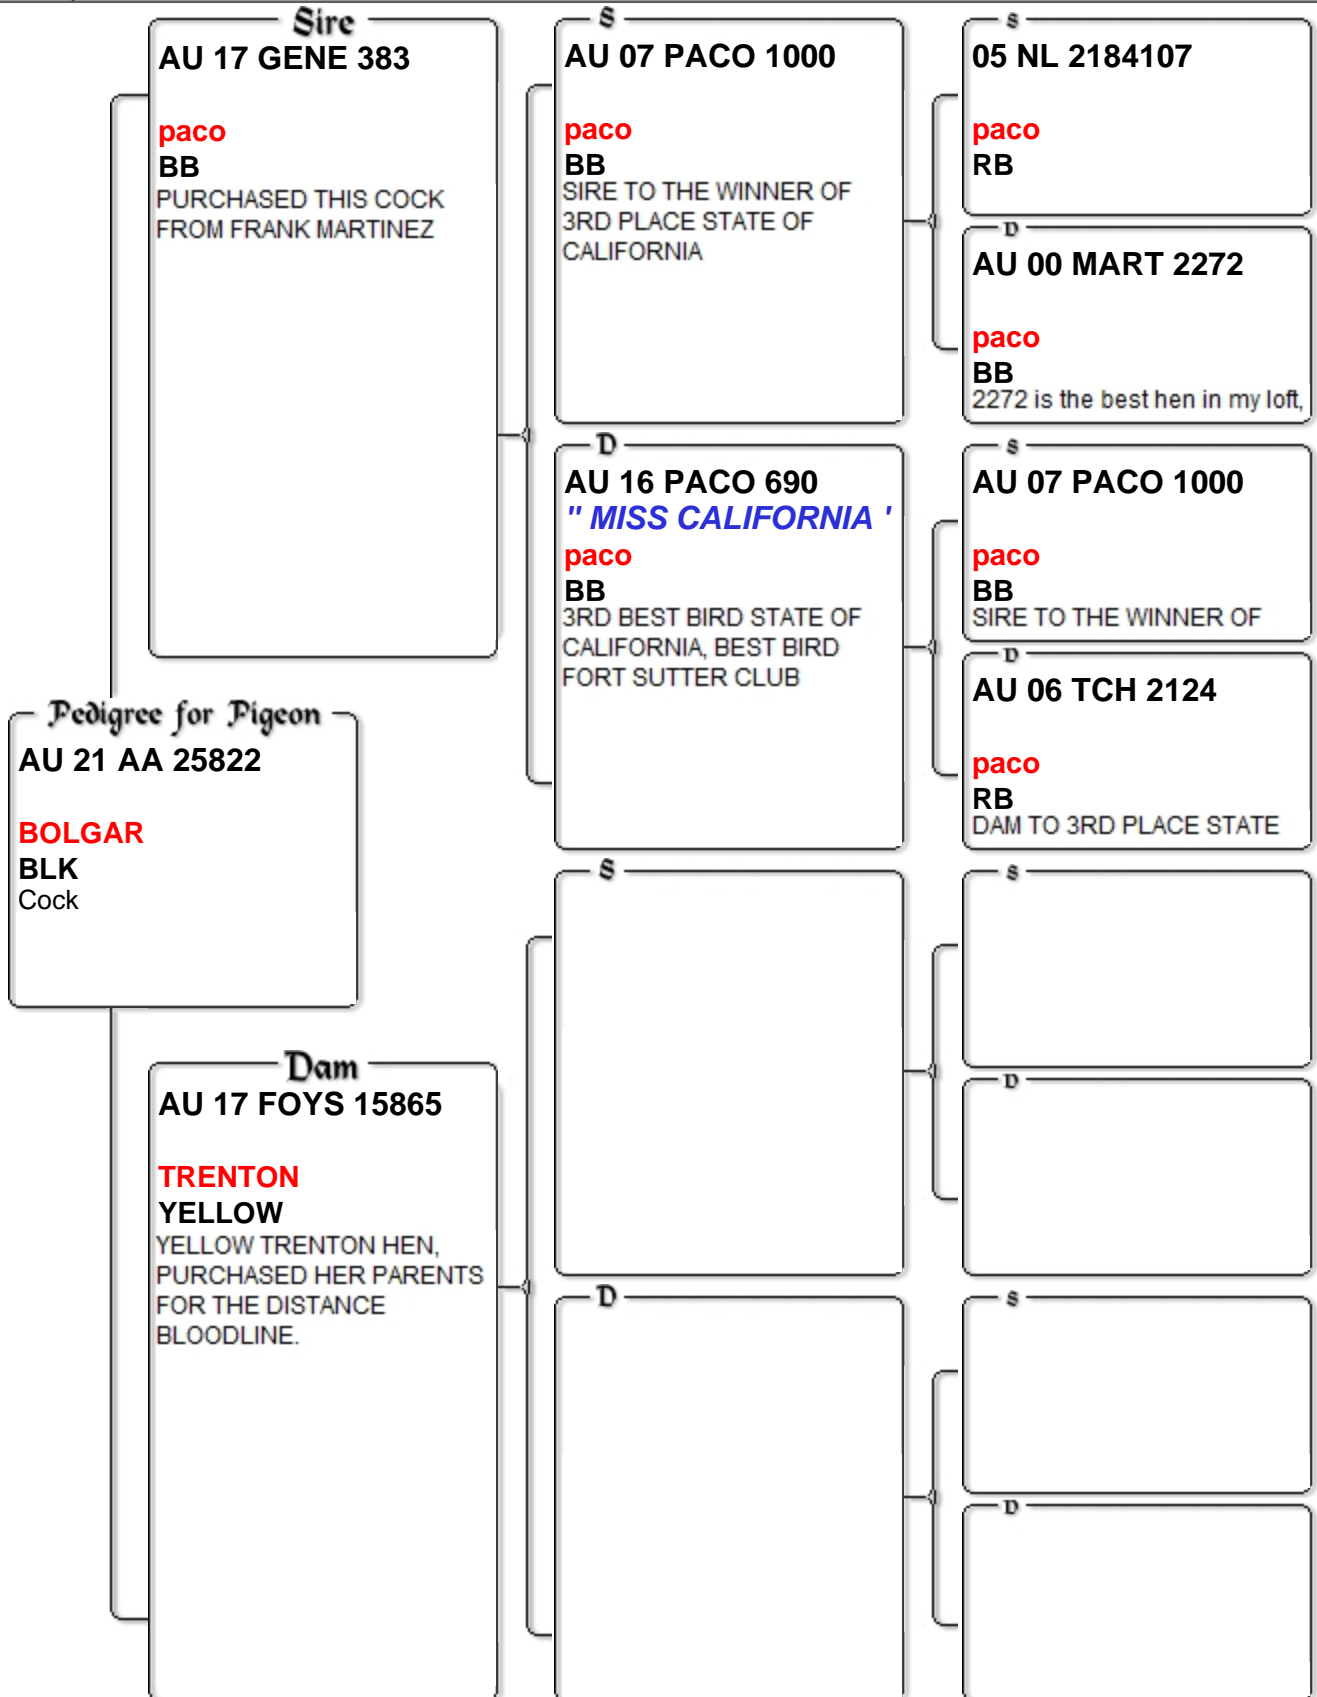 Sire
AU 17 GENE 383
paco
BB
PURCHASED THIS COCK
FROM FRANK MARTINEZ
S
AU 07 PACO 1000
paco
BB
SIRE TO THE WINNER OF
3RD PLACE STATE OF
CALIFORNIA
S
05 NL 2184107
paco
RB
D
AU 00 MART 2272
paco
BB
2272 is the best hen in my loft,
D
AU 16 PACO 690
" MISS CALIFORNIA '
paco
BB
3RD BEST BIRD STATE OF
CALIFORNIA, BEST BIRD
FORT SUTTER CLUB
S
AU 07 PACO 1000
paco
BB
SIRE TO THE WINNER OF
D
AU 06 TCH 2124
paco
RB
DAM TO 3RD PLACE STATE
Pedigree for Pigeon
AU 21 AA 25822
BOLGAR
BLK
Cock
Dam
AU 17 FOYS 15865
TRENTON
YELLOW
YELLOW TRENTON HEN,
PURCHASED HER PARENTS
FOR THE DISTANCE
BLOODLINE.
S
S
D
D
S
D